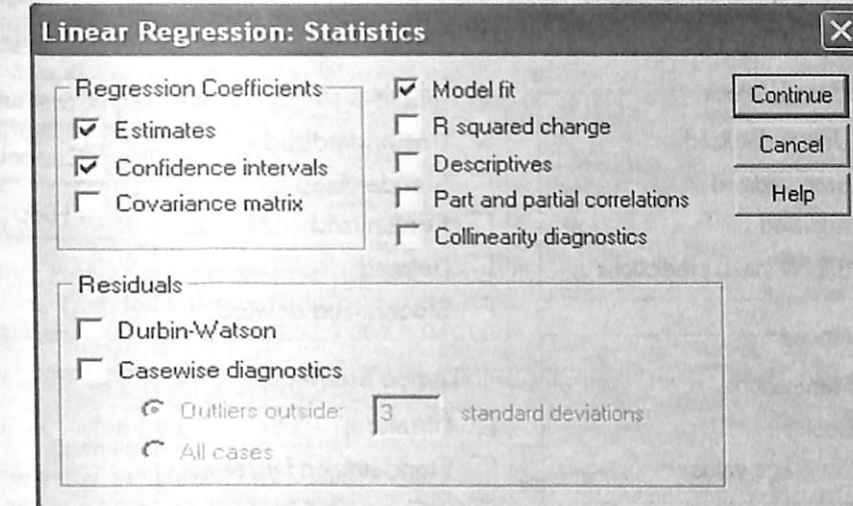 Linear Regression: Statistics
Regression Coefficients
Estimates
Confidence intervals
Covariance matrix
Model fit
R squared change
Descriptives
Part and partial correlations
Collinearity diagnostics
Continue
Cancel
Help
Residuals
Durbin-Watson
Casewise diagnostics
Outliers outside: 3 standard deviations
All cases